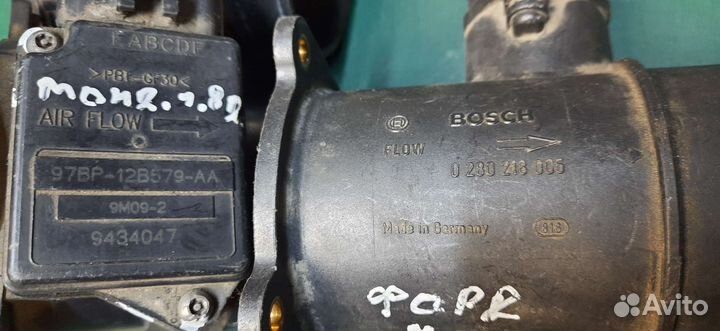 FABCDF
>PBT-GF30<
монд.1.8д
AIR FLOW
97BP-12B579-AA
9M09-2
9434047
BOSCH
FLOW
0 280 218 005
Made in Germany
форд
Avito